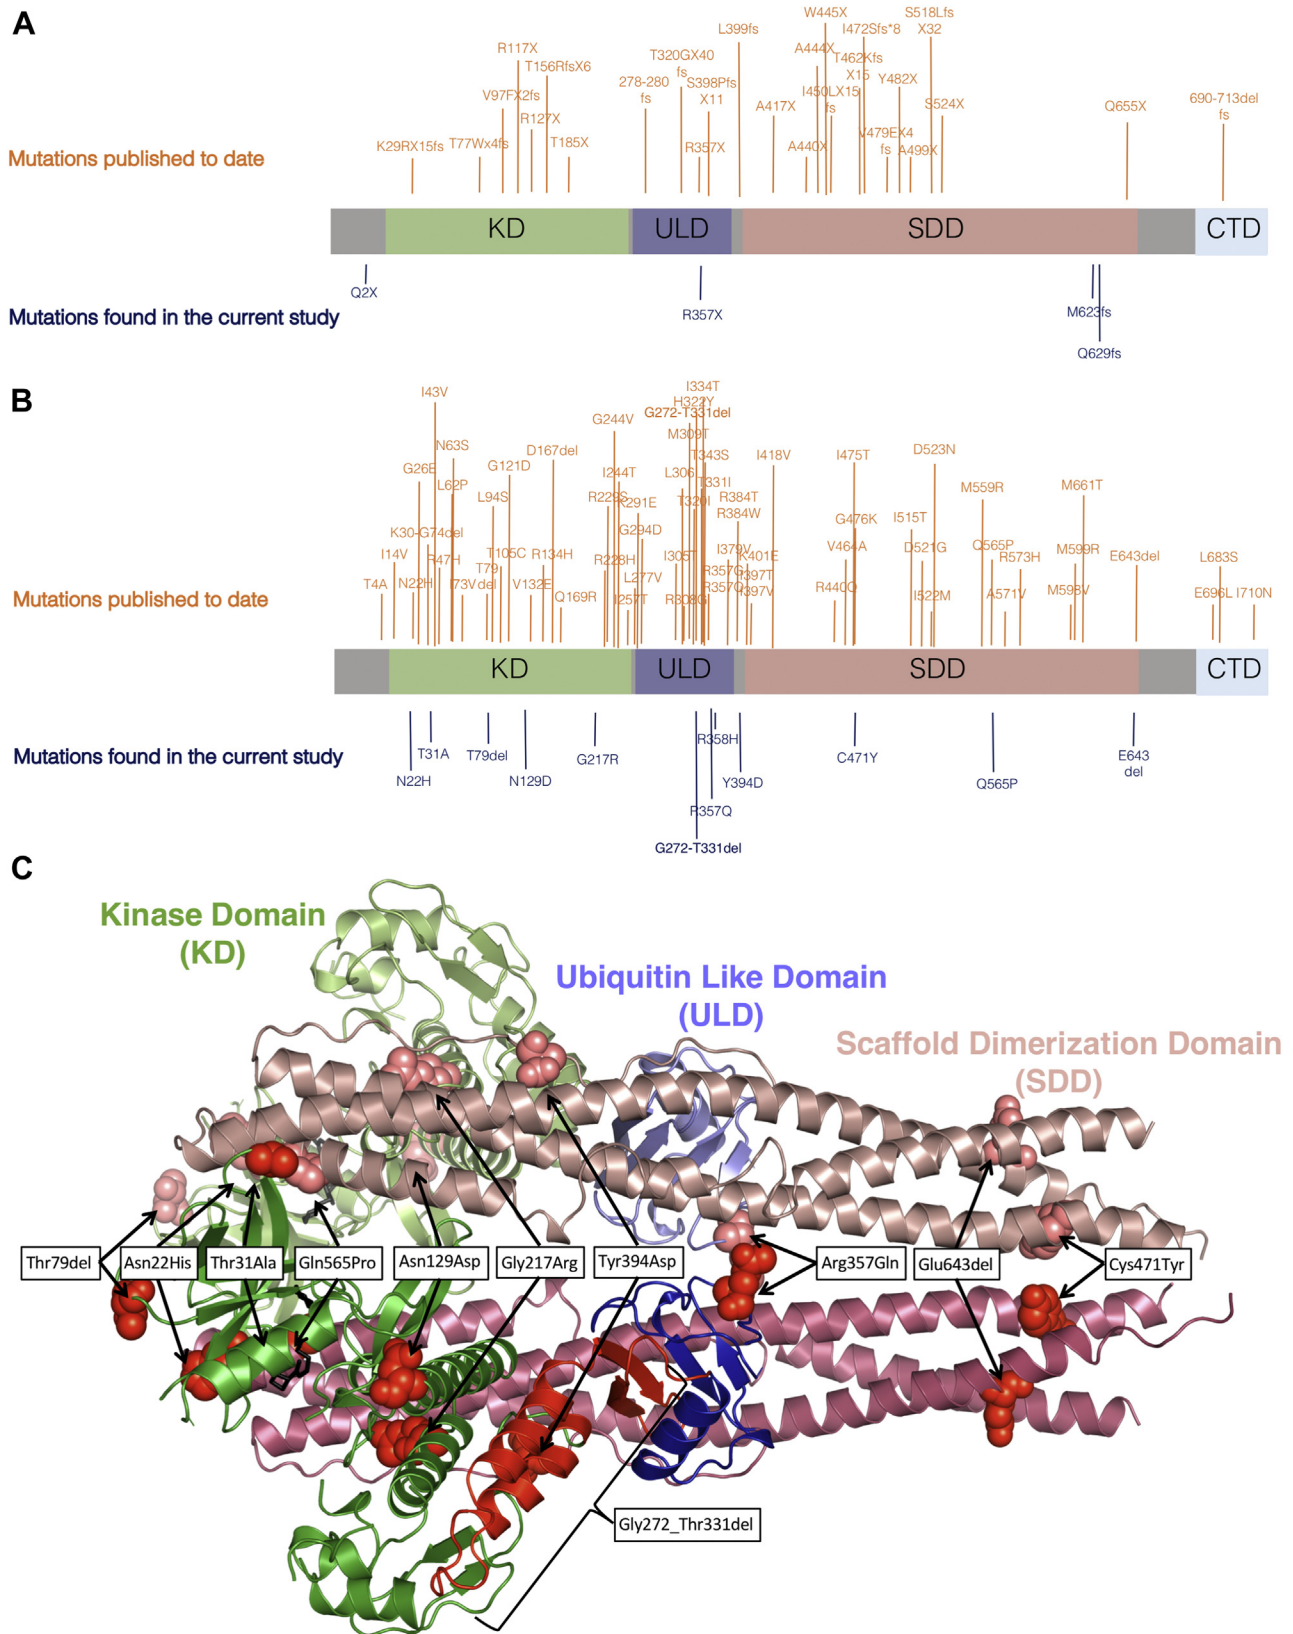 A
W445X
S518Lfs
X32
L399fs
I472Sfs*8
R117X
A444X
T320GX40
fs
T462Kfs
X15
T156RfsX6
278-280
fs
S398Pfs
X11
Y482X
V97FX2fs
I450LX15
fs
A417X
S524X
Q655X
690-713del
fs
R127X
V479EX4
fs
K29RX15fs
T77Wx4fs
T185X
R357X
A440X
A499X
Mutations published to date
KD
ULD
SDD
CTD
Q2X
R357X
M623fs
Mutations found in the current study
Q629fs
B
I43V
I334T
H322Y
G272-T331del
G244V
M309T
N63S
D167del
T343S
I418V
I475T
D523N
G26E
G121D
I244T
L306
T331I
L62P
M559R
M661T
L94S
R229S
K291E
T320I
R384T
R384W
K30-G74del
G294D
G476K
I515T
I14V
R47H
T105C
R134H
R228H
I305T
I379V
K401E
V464A
D521G
Q565P
R573H
M599R
E643del
L683S
T79
T4A
N22H
I73Vdel
V132E
Q169R
L277V
I257T
R308G
R357G
R357Q
I397T
I397V
R440Q
I522M
A571V
M598V
E696L
I710N
Mutations published to date
KD
ULD
SDD
CTD
Mutations found in the current study
N22H
T31A
T79del
N129D
G217R
R358H
Y394D
R357Q
G272-T331del
C471Y
Q565P
E643
del
C
Kinase Domain
(KD)
Ubiquitin Like Domain
(ULD)
Scaffold Dimerization Domain
(SDD)
Thr79del
Asn22His
Thr31Ala
Gln565Pro
Asn129Asp
Gly217Arg
Tyr394Asp
Arg357Gln
Glu643del
Cys471Tyr
Gly272_Thr331del